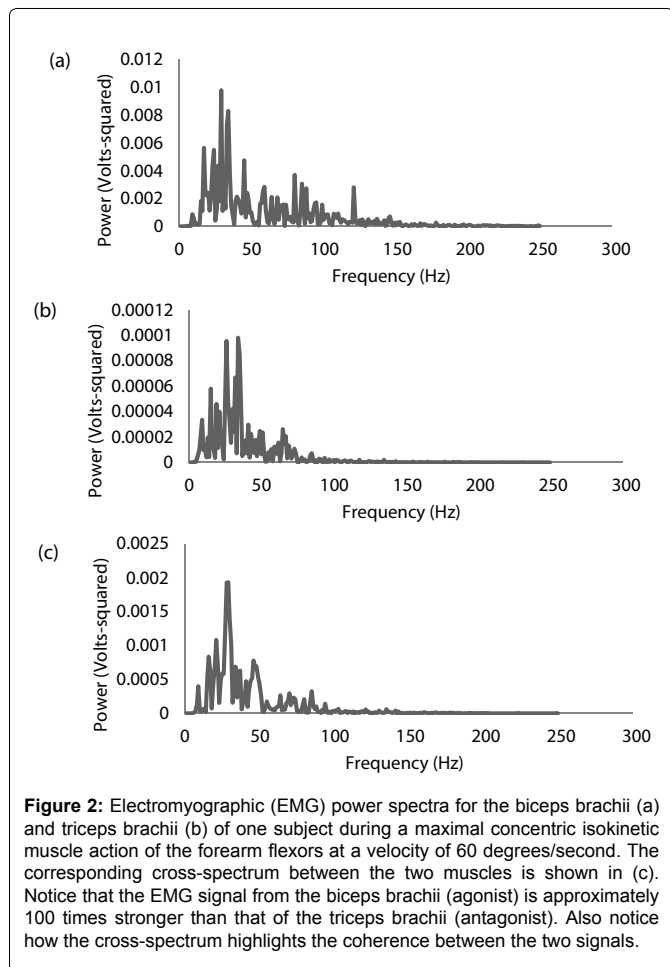 (a)
0.012
0.01
0.008
0.006
0.004
0.002
0
Power (Volts-squared)
0 50 100 150 200 250 300
Frequency (Hz)
(b)
0.00012
0.0001
0.00008
0.00006
0.00004
0.00002
0
Power (Volts-squared)
0 50 100 150 200 250 300
Frequency (Hz)
(c)
0.0025
0.002
0.0015
0.001
0.0005
0
Power (Volts-squared)
0 50 100 150 200 250 300
Frequency (Hz)
Figure 2: Electromyographic (EMG) power spectra for the biceps brachii (a)
and triceps brachii (b) of one subject during a maximal concentric isokinetic
muscle action of the forearm flexors at a velocity of 60 degrees/second. The
corresponding cross-spectrum between the two muscles is shown in (c).
Notice that the EMG signal from the biceps brachii (agonist) is approximately
100 times stronger than that of the triceps brachii (antagonist). Also notice
how the cross-spectrum highlights the coherence between the two signals.